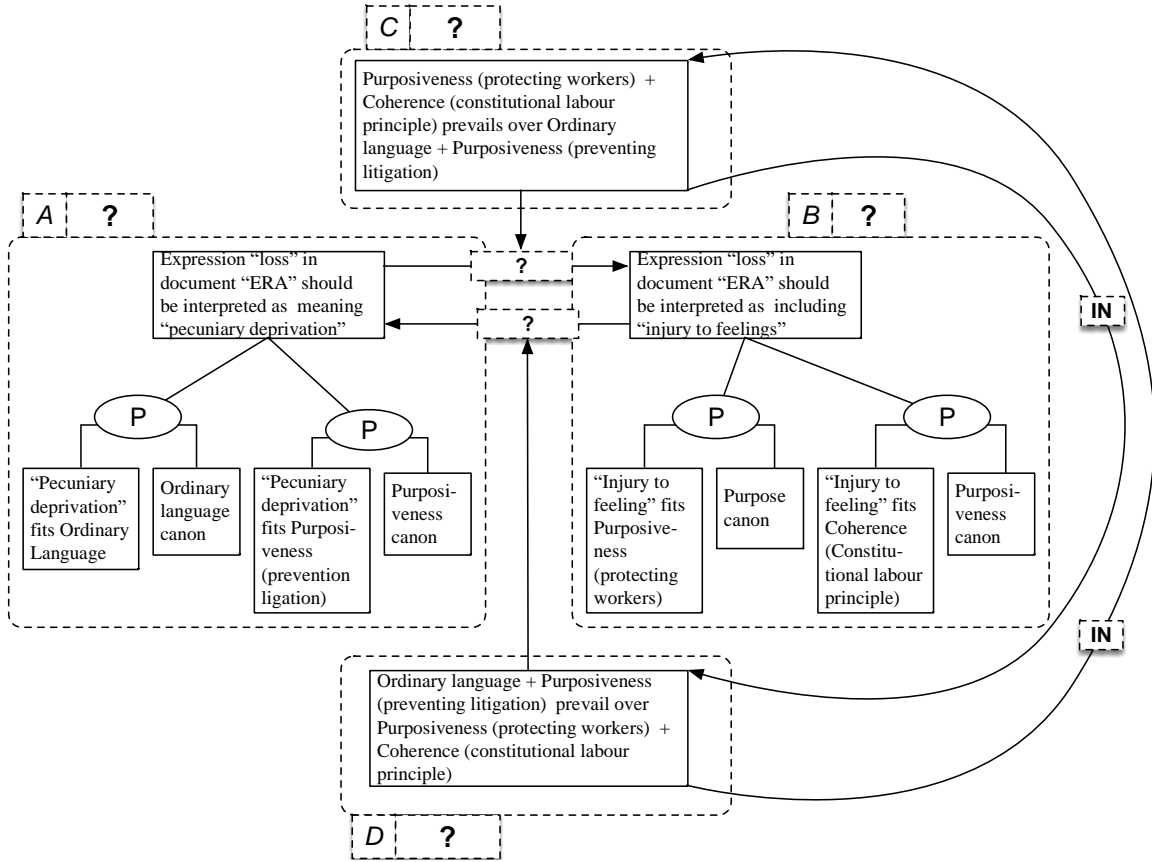 C ?
Purposiveness (protecting workers) +
Coherence (constitutional labour
principle) prevails over Ordinary
language + Purposiveness (preventing
litigation)
A ?
B ?
Expression “loss” in
document “ERA” should
be interpreted as meaning
“pecuniary deprivation”
?
?
Expression “loss” in
document “ERA” should
be interpreted as including
“injury to feelings”
IN
P
P
P
P
“Pecuniary
deprivation”
fits Ordinary
Language
Ordinary
language
canon
“Pecuniary
deprivation”
fits Purposi-
veness
(prevention
ligation)
Purposi-
veness
canon
“Injury to
feeling” fits
Purposive-
ness
(protecting
workers)
Purpose
canon
“Injury to
feeling” fits
Coherence
(Constitu-
tional labour
principle)
Purposi-
veness
canon
IN
Ordinary language + Purposiveness
(preventing litigation) prevail over
Purposiveness (protecting workers) +
Coherence (constitutional labour
principle)
D ?